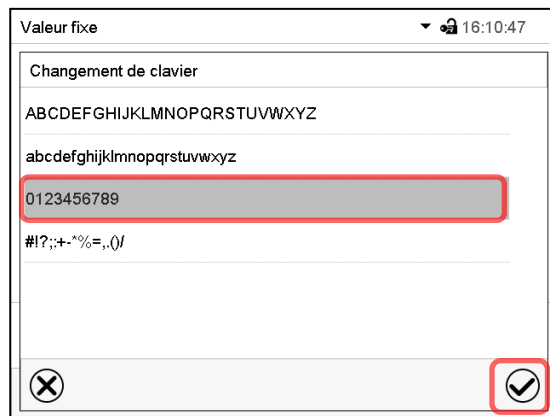 Valeur fixe 16:10:47
Changement de clavier
ABCDEFGHIJKLMNOPQRSTUVWXYZ
abcdefghijklmnopqrstuvwxyz
0123456789
#!?;:+-*%=,.()/